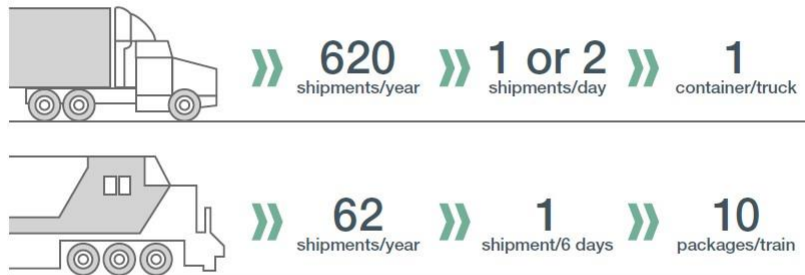 620 1 or 2 1
shipments/year shipments/day container/truck
62 1 10
shipments/year shipment/6 days packages/train